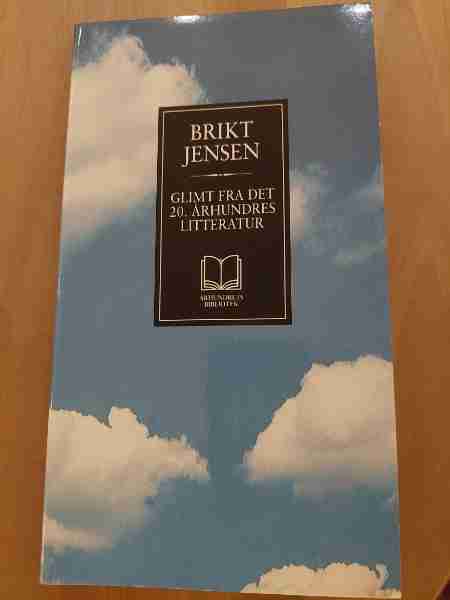 BRIKT
JENSEN
GLIMT FRA DET
20. ÅRHUNDRES
LITTERATUR
ÅRHUNDRETS
BIBLIOTEK